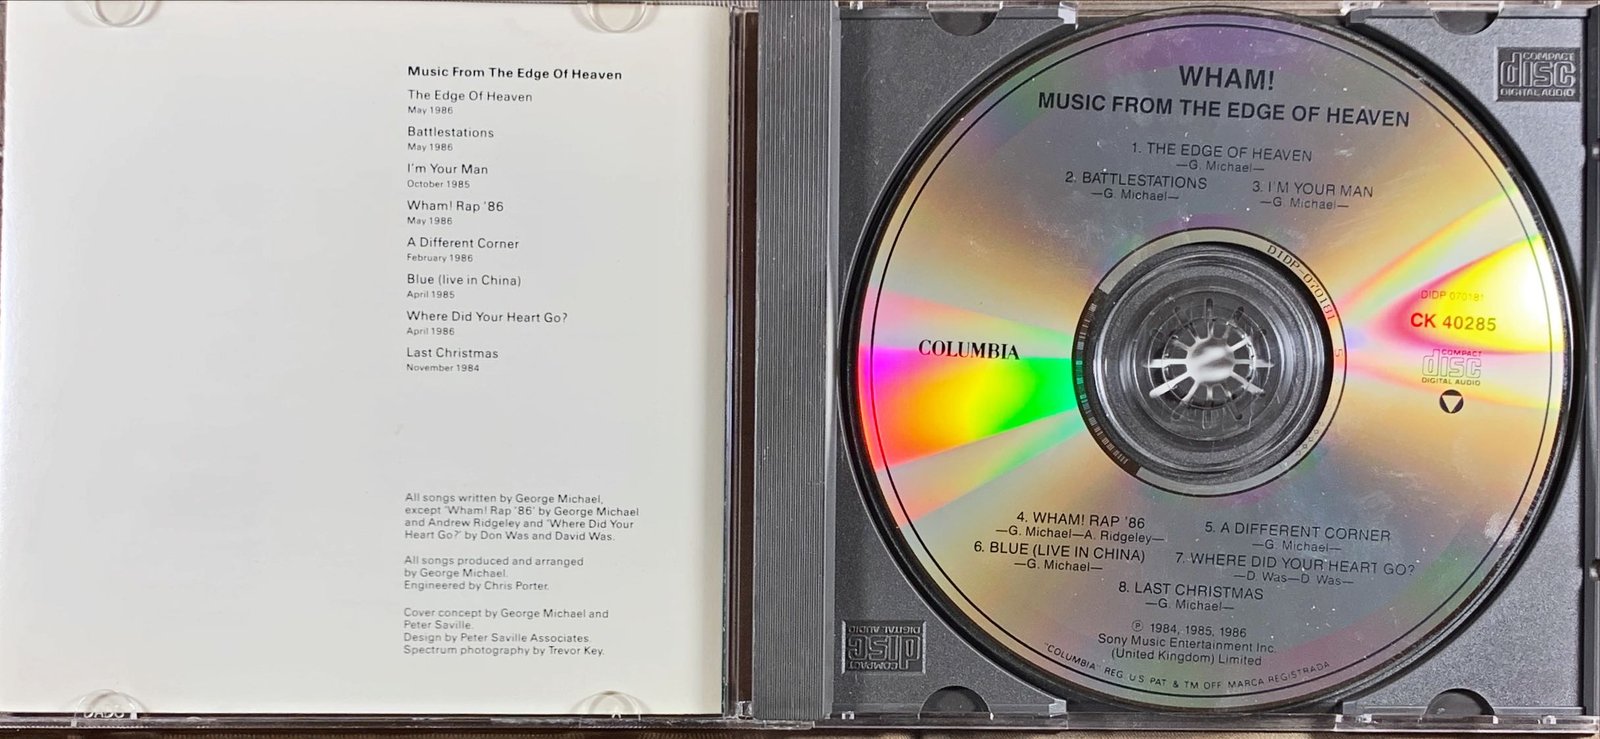 Music From The Edge Of Heaven
The Edge Of Heaven
May 1986
Battlestations
May 1986
I'm Your Man
October 1985
Wham! Rap '86
May 1986
A Different Corner
February 1986
Blue (live in China)
April 1985
Where Did Your Heart Go?
April 1986
Last Christmas
November 1984
All songs written by George Michael,
except 'Wham! Rap '86' by George Michael
and Andrew Ridgeley and 'Where Did Your
Heart Go?' by Don Was and David Was.
All songs produced and arranged
by George Michael.
Engineered by Chris Porter.
Cover concept by George Michael and
Peter Saville.
Design by Peter Saville Associates.
Spectrum photography by Trevor Key.
WHAM!
MUSIC FROM THE EDGE OF HEAVEN
1. THE EDGE OF HEAVEN
—G. Michael—
2. BATTLESTATIONS
—G. Michael—
3. I'M YOUR MAN
—G. Michael—
DIDP-070181 5
COLUMBIA
DIDP 070181
CK 40285
COMPACT
disc
DIGITAL AUDIO
4. WHAM! RAP '86
—G. Michael—A. Ridgeley—
5. A DIFFERENT CORNER
—G. Michael—
6. BLUE (LIVE IN CHINA)
—G. Michael—
7. WHERE DID YOUR HEART GO?
—D. Was—D. Was—
8. LAST CHRISTMAS
—G. Michael—
℗ 1984, 1985, 1986
Sony Music Entertainment Inc.
(United Kingdom) Limited
"COLUMBIA" REG. U.S. PAT. & TM. OFF. MARCA REGISTRADA
COMPACT
disc
DIGITAL AUDIO
COMPACT
disc
DIGITAL AUDIO